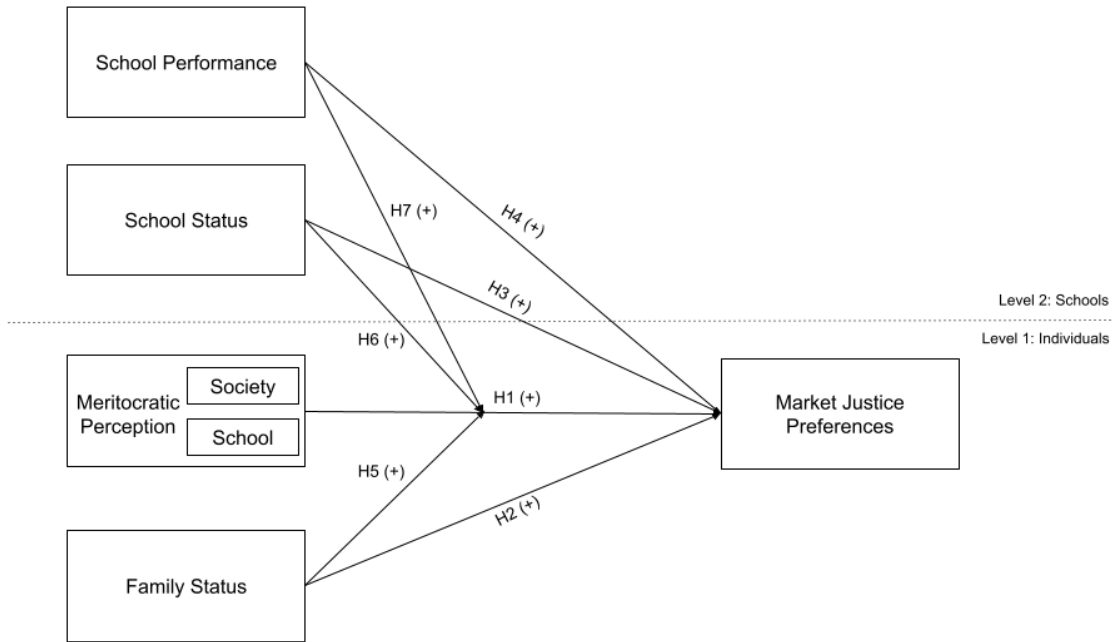 School Performance
School Status
H7 (+)
H4 (+)
H3 (+)
Level 2: Schools
H6 (+)
Level 1: Individuals
Meritocratic
Perception
Society
School
H1 (+)
Market Justice
Preferences
H5 (+)
H2 (+)
Family Status